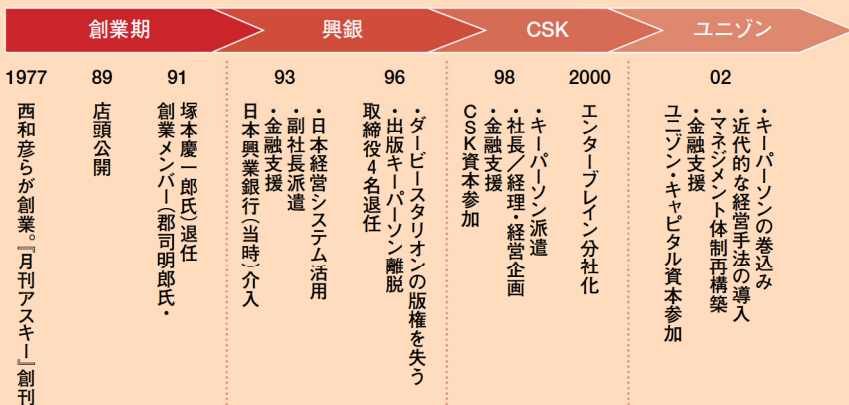 創業期
興銀
CSK
ユニゾン
1977
西和彦らが創業。『月刊アスキー』創刊
89
店頭公開
91
塚本慶一郎氏)退任
創業メンバー(郡司明郎氏・
93
・日本経営システム活用
・副社長派遣
・金融支援
日本興業銀行(当時)介入
96
・ダービースタリオンの版権を失う
・出版キーパーソン離脱
取締役4名退任
98
・キーパーソン派遣
・社長/経理・経営企画
・金融支援
CSK資本参加
2000
エンターブレイン分社化
02
・キーパーソンの巻込み
・近代的な経営手法の導入
・マネジメント体制再構築
・金融支援
ユニゾン・キャピタル資本参加